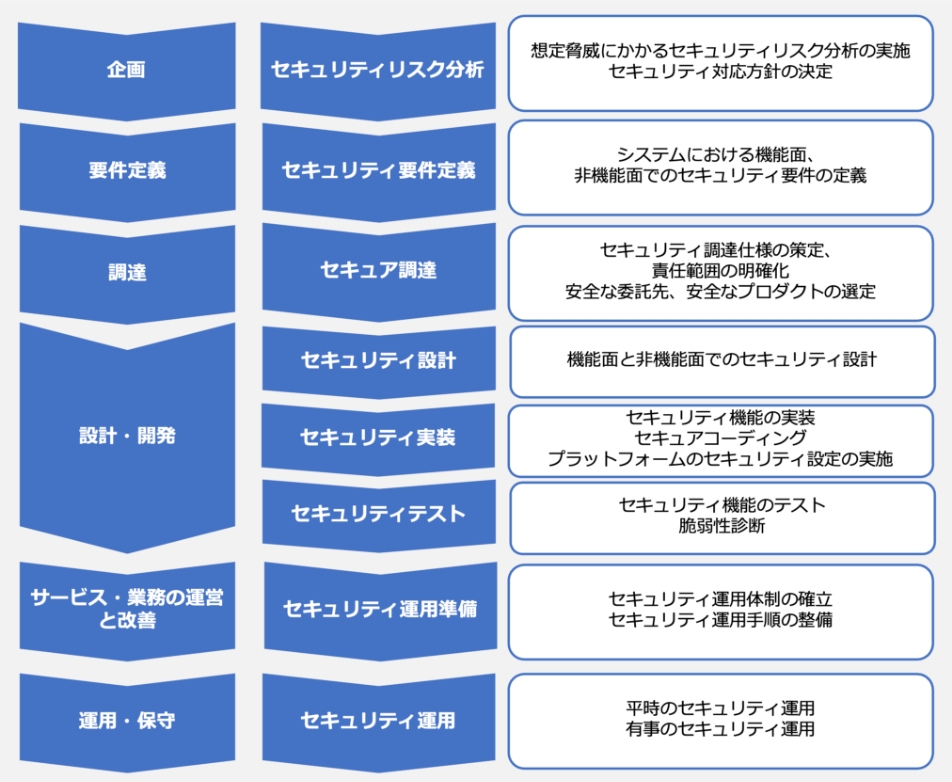 企画
セキュリティリスク分析
想定脅威にかかるセキュリティリスク分析の実施
セキュリティ対応方針の決定
要件定義
セキュリティ要件定義
システムにおける機能面、
非機能面でのセキュリティ要件の定義
調達
セキュア調達
セキュリティ調達仕様の策定、
責任範囲の明確化
安全な委託先、安全なプロダクトの選定
設計・開発
セキュリティ設計
機能面と非機能面でのセキュリティ設計
セキュリティ実装
セキュリティ機能の実装
セキュアコーディング
プラットフォームのセキュリティ設定の実施
セキュリティテスト
セキュリティ機能のテスト
脆弱性診断
サービス・業務の運営
と改善
セキュリティ運用準備
セキュリティ運用体制の確立
セキュリティ運用手順の整備
運用・保守
セキュリティ運用
平時のセキュリティ運用
有事のセキュリティ運用